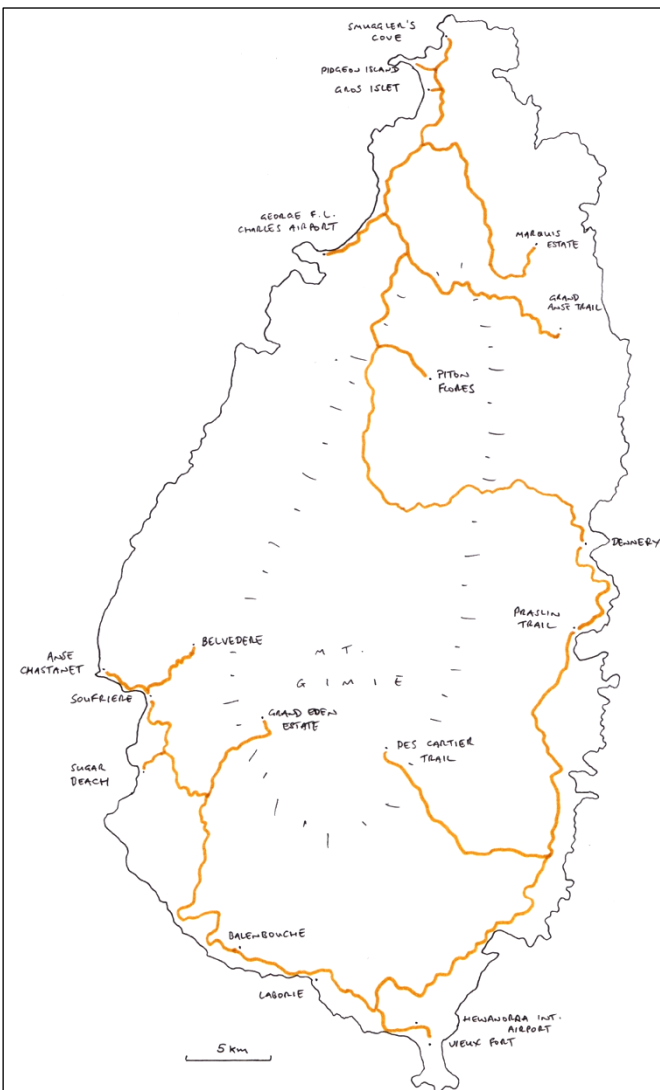 SMUGGLER'S
COVE
PIDGEON ISLAND
GROS ISLET
GEORGE F.L.
CHARLES AIRPORT
MARQUIS
ESTATE
GRAND
ANSE TRAIL
PITON
FLORES
DENNERY
PRASLIN
TRAIL
BELVEDERE
ANSE
CHASTANET
MT.
GIMIE
SOUFRIERE
GRAND EDEN
ESTATE
DES CARTIER
TRAIL
SUGAR
BEACH
BALENBOUCHE
LABORIE
HEWANORRA INT.
AIRPORT
VIEUX FORT
5 km